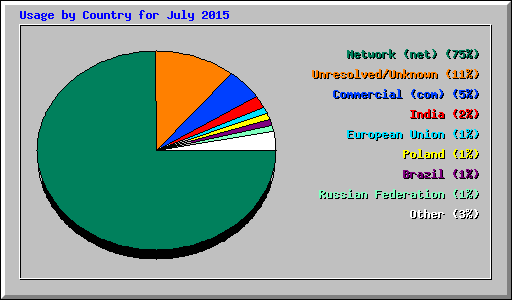 Usage by Country for July 2015
Network (net) (75%)
Unresolved/Unknown (11%)
Commercial (com) (5%)
India (2%)
European Union (1%)
Poland (1%)
Brazil (1%)
Russian Federation (1%)
Other (3%)